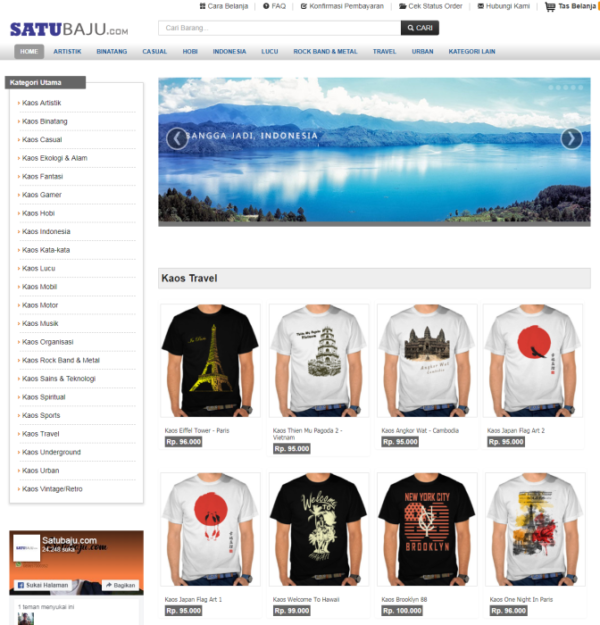 Cara Belanja | FAQ | Konfirmasi Pembayaran | Cek Status Order | Hubungi Kami | Tas Belanja
SATUBAJU.COM
Cari Barang...
CARI
HOME ARTISTIK BINATANG CASUAL HOBI INDONESIA LUCU ROCK BAND & METAL TRAVEL URBAN KATEGORI LAIN
Kategori Utama
Kaos Artistik
Kaos Binatang
Kaos Casual
Kaos Ekologi & Alam
Kaos Fantasi
Kaos Gamer
Kaos Hobi
Kaos Indonesia
Kaos Kata-kata
Kaos Lucu
Kaos Mobil
Kaos Motor
Kaos Musik
Kaos Organisasi
Kaos Rock Band & Metal
Kaos Sains & Teknologi
Kaos Spiritual
Kaos Sports
Kaos Travel
Kaos Underground
Kaos Urban
Kaos Vintage/Retro
BANGGA JADI, INDONESIA
Kaos Travel
Angkor Wat
Kaos Eiffel Tower - Paris
Rp. 96.000
Kaos Thien Mu Pagoda 2 -
Vietnam
Rp. 95.000
Kaos Angkor Wat - Cambodia
Rp. 95.000
Kaos Japan Flag Art 2
Rp. 95.000
Welcome
TO
NEW YORK CITY
NY
BROOKLYN
Kaos Japan Flag Art 1
Rp. 95.000
Kaos Welcome To Hawaii
Rp. 99.000
Kaos Brooklyn 88
Rp. 100.000
Kaos One Night In Paris
Rp. 96.000
Satubaju.com
24.248 suka
Sukai Halaman
Bagikan
1 teman menyukai ini